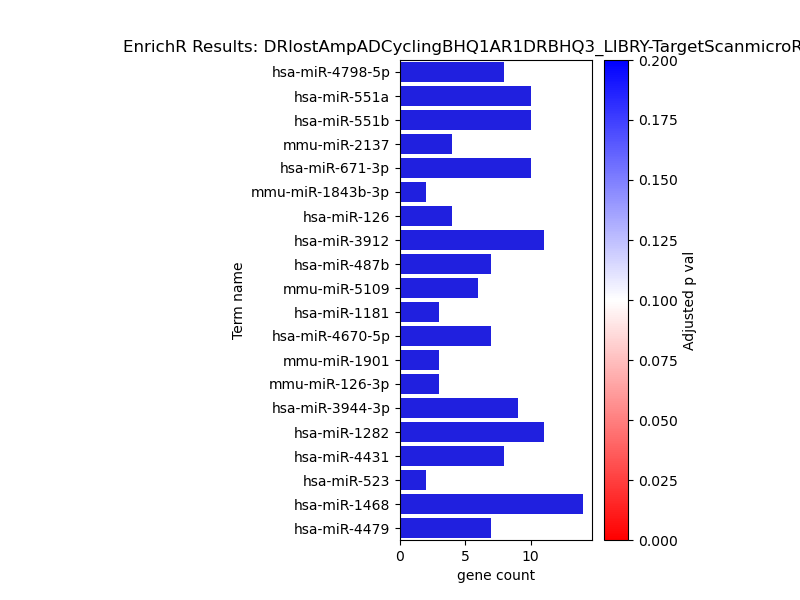 EnrichR Results: DRlostAmpADCyclingBHQ1AR1DRBHQ3_LIBRY-TargetScanmicroR
Term name
hsa-miR-4798-5p
hsa-miR-551a
hsa-miR-551b
mmu-miR-2137
hsa-miR-671-3p
mmu-miR-1843b-3p
hsa-miR-126
hsa-miR-3912
hsa-miR-487b
mmu-miR-5109
hsa-miR-1181
hsa-miR-4670-5p
mmu-miR-1901
mmu-miR-126-3p
hsa-miR-3944-3p
hsa-miR-1282
hsa-miR-4431
hsa-miR-523
hsa-miR-1468
hsa-miR-4479
0 5 10
gene count
0.200
0.175
0.150
0.125
0.100
0.075
0.050
0.025
0.000
Adjusted p val